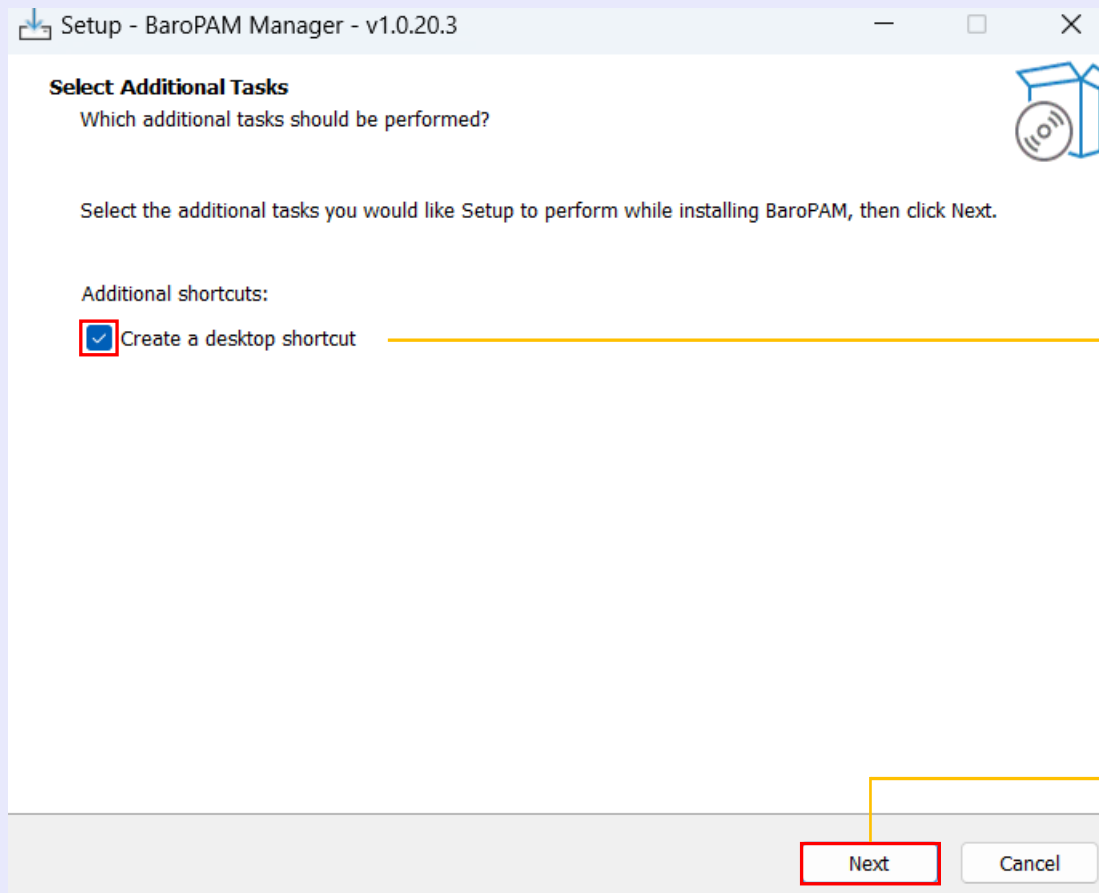 Setup - BaroPAM Manager - v1.0.20.3
Select Additional Tasks
Which additional tasks should be performed?
Select the additional tasks you would like Setup to perform while installing BaroPAM, then click Next.
Additional shortcuts:
Create a desktop shortcut
Next
Cancel